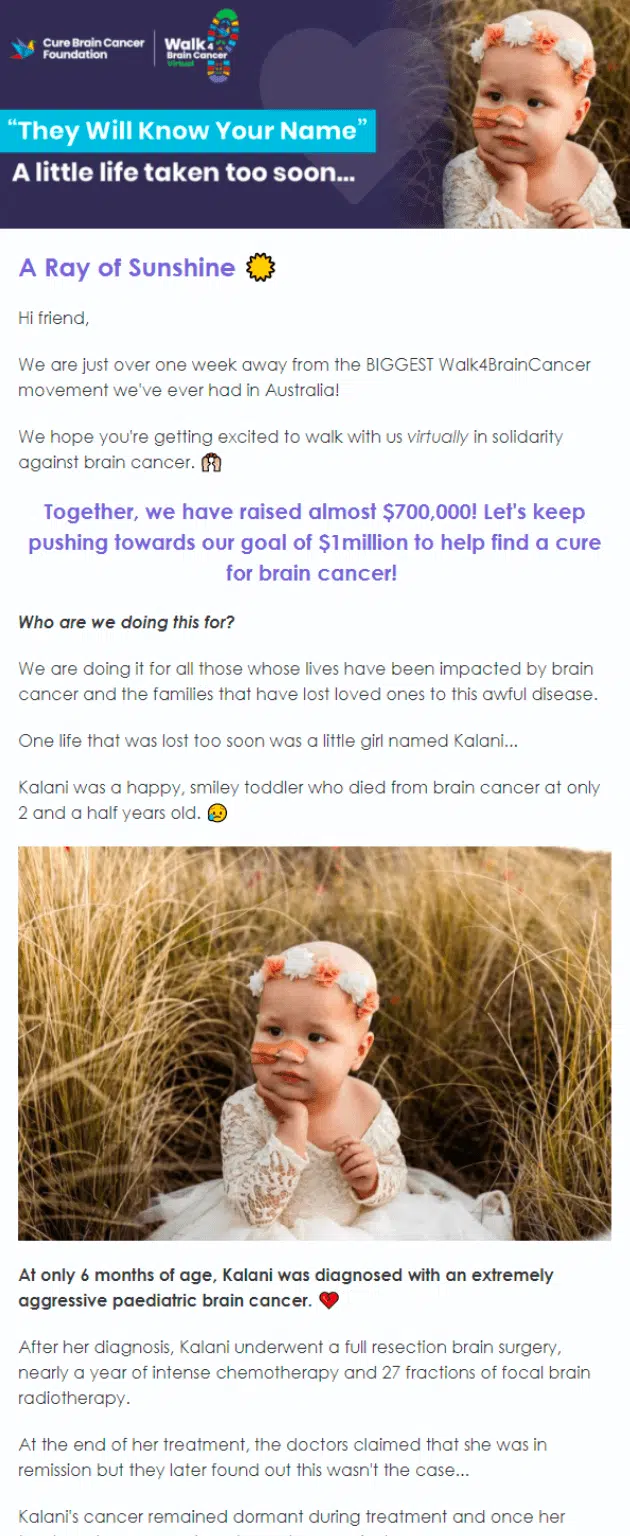 Cure Brain Cancer
Foundation
Walk4
Brain Cancer
Virtual
“They Will Know Your Name”
A little life taken too soon...
A Ray of Sunshine
Hi friend,
We are just over one week away from the BIGGEST Walk4BrainCancer
movement we've ever had in Australia!
We hope you're getting excited to walk with us virtually in solidarity
against brain cancer.
Together, we have raised almost $700,000! Let's keep
pushing towards our goal of $1million to help find a cure
for brain cancer!
Who are we doing this for?
We are doing it for all those whose lives have been impacted by brain
cancer and the families that have lost loved ones to this awful disease.
One life that was lost too soon was a little girl named Kalani...
Kalani was a happy, smiley toddler who died from brain cancer at only
2 and a half years old.
At only 6 months of age, Kalani was diagnosed with an extremely
aggressive paediatric brain cancer.
After her diagnosis, Kalani underwent a full resection brain surgery,
nearly a year of intense chemotherapy and 27 fractions of focal brain
radiotherapy.
At the end of her treatment, the doctors claimed that she was in
remission but they later found out this wasn't the case...
Kalani's cancer remained dormant during treatment and once her